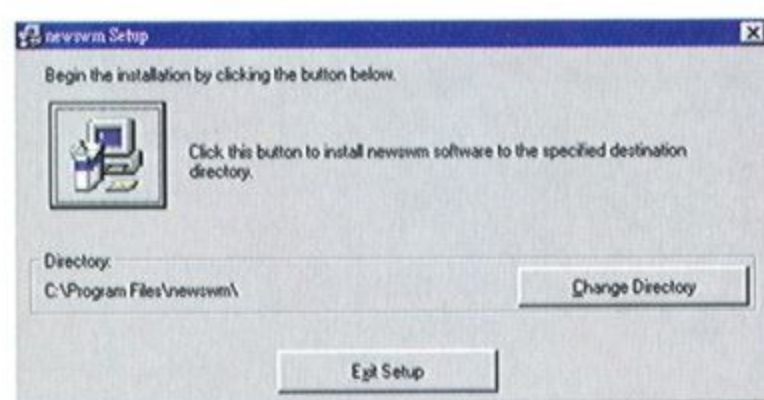 newswm Setup
Begin the installation by clicking the button below.
Click this button to install newswm software to the specified destination
directory.
Directory:
C:\Program Files\newswm\
Change Directory
Exit Setup